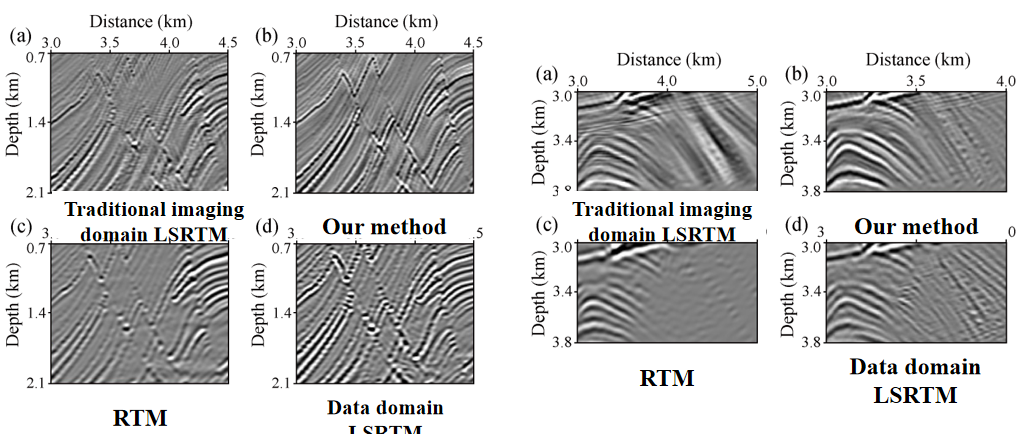 Distance (km)
(a)
3.0 3.5 4.0 4.5
(b)
Distance (km)
3.0 3.5 4.0 4.5
Depth (km)
0.7
1.4
2.1
Depth (km)
0.7
1.4
2.1
Traditional imaging
domain LSRTM
Our method
(c)
3
(d)
5
Depth (km)
0.7
1.4
2.1
Depth (km)
0.7
1.4
2.1
RTM
Data domain
LSRTM
Distance (km)
(a)
3.0 4.0 5.0
(b)
Distance (km)
3.0 3.5 4.0
Depth (km)
3.0
3.4
Depth (km)
3.0
3.4
3.8
Traditional imaging
domain LSRTM
Our method
(c)
(d)
3 0
Depth (km)
3.0
3.4
3.8
Depth (km)
3.0
3.4
3.8
RTM
Data domain
LSRTM